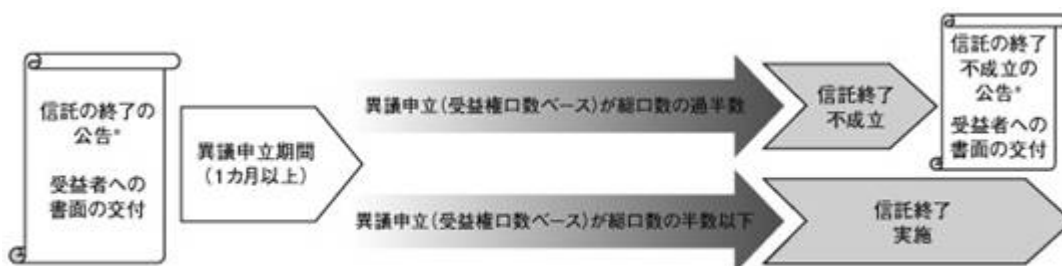 信託の終了の
公告*
受益者への
書面の交付
異議申立期間
(1カ月以上)
異議申立(受益権口数ベース)が総口数の過半数
信託終了
不成立
信託の終了
不成立の
公告*
受益者への
書面の交付
異議申立(受益権口数ベース)が総口数の半数以下
信託終了
実施